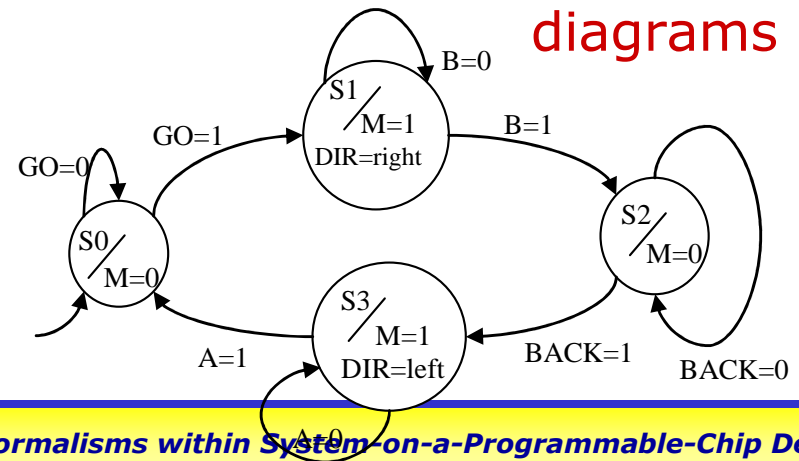 diagrams
B=0
S1
M=1
DIR=right
GO=1
B=1
GO=0
S0
M=0
S2
M=0
S3
M=1
DIR=left
A=1
BACK=1
BACK=0
A=0
ormalisms within System-on-a-Programmable-Chip De